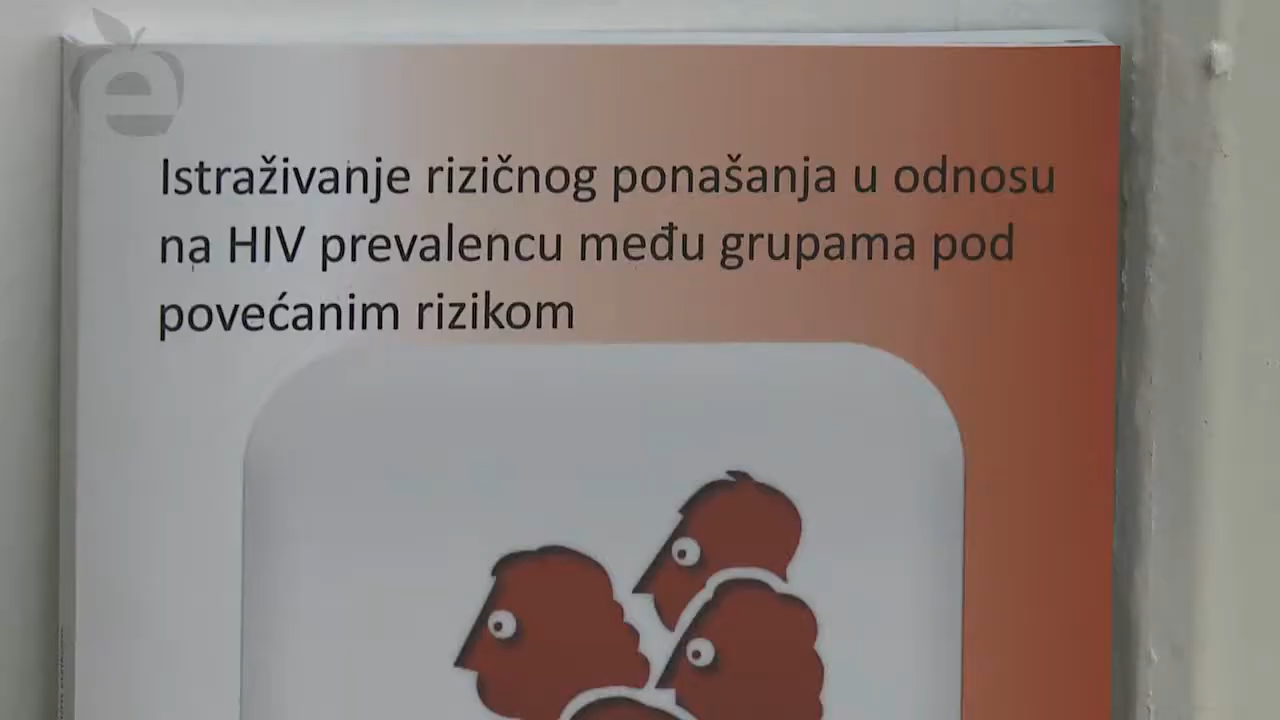 e
Istraživanje rizičnog ponašanja u odnosu
na HIV prevalencu među grupama pod
povećanim rizikom